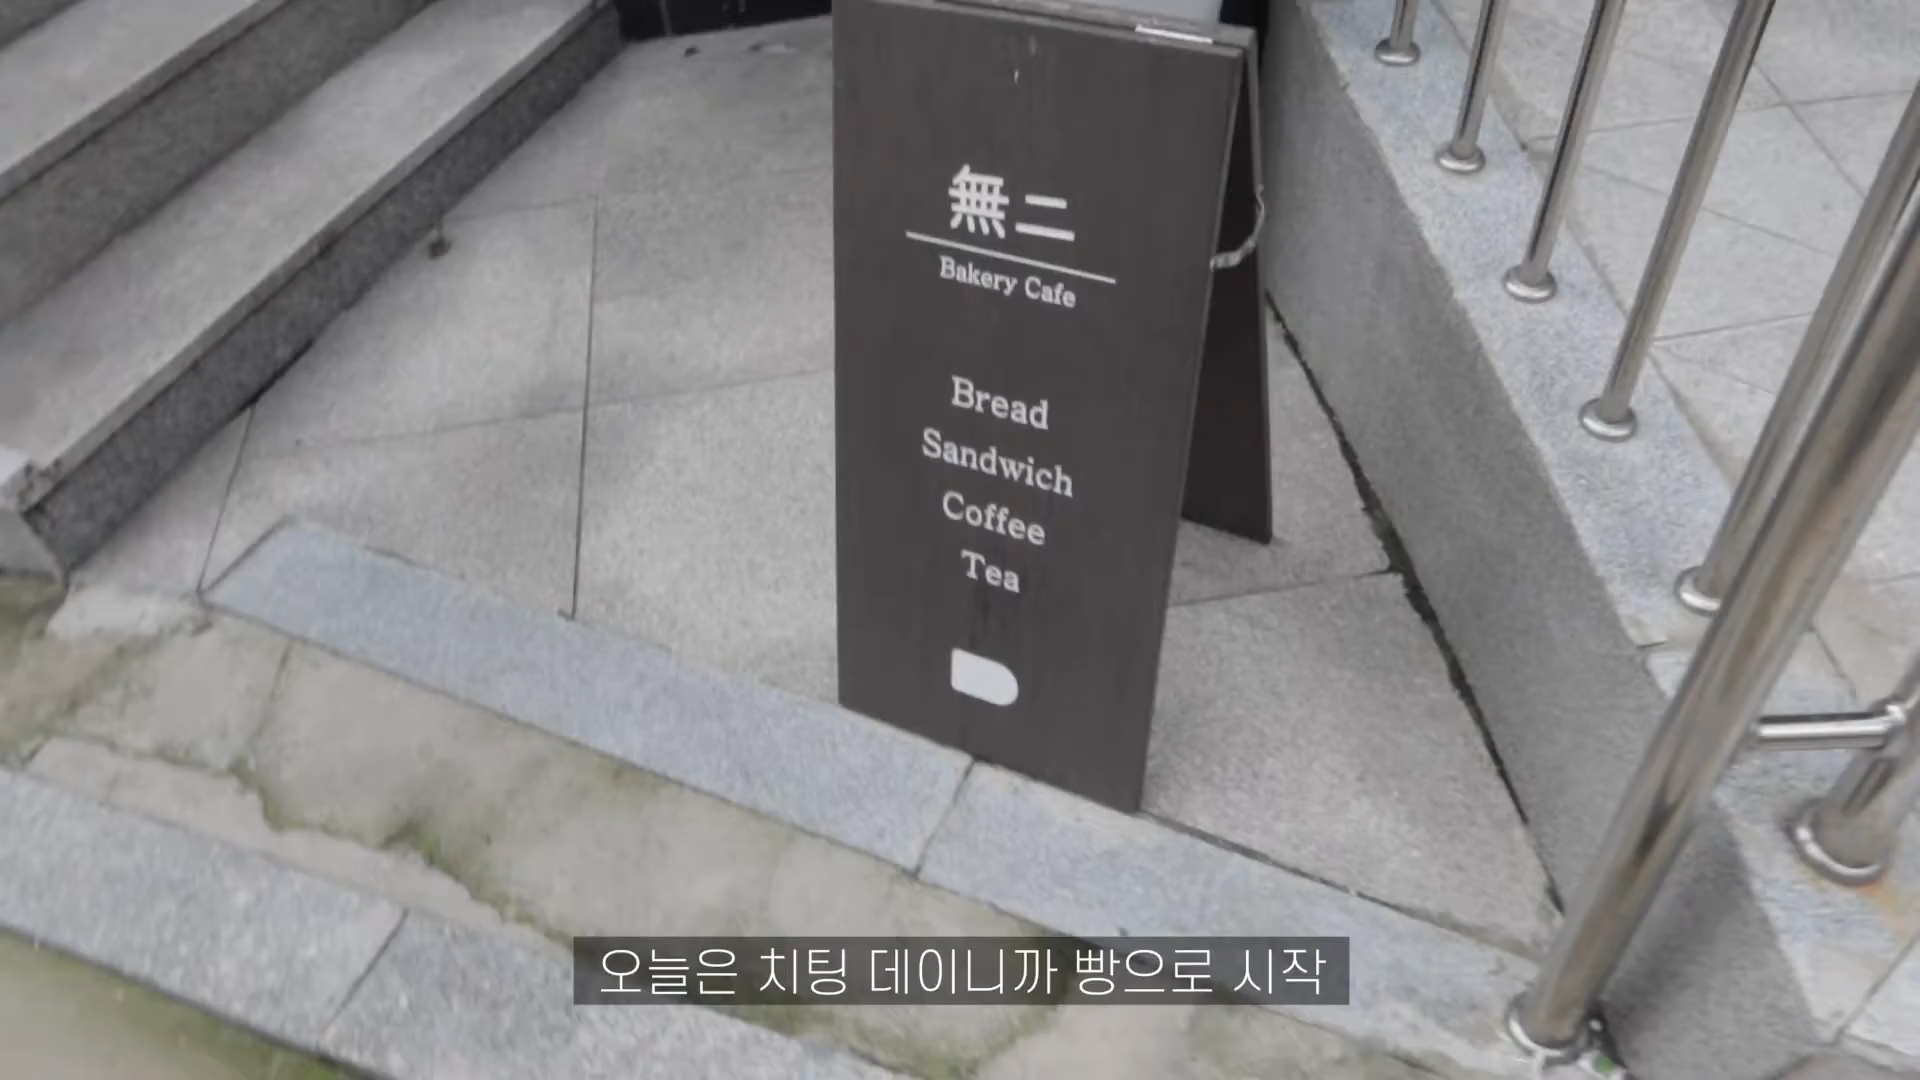 無二
Bakery Cafe
Bread
Sandwich
Coffee
Tea
오늘은 치팅 데이니까 빵으로 시작